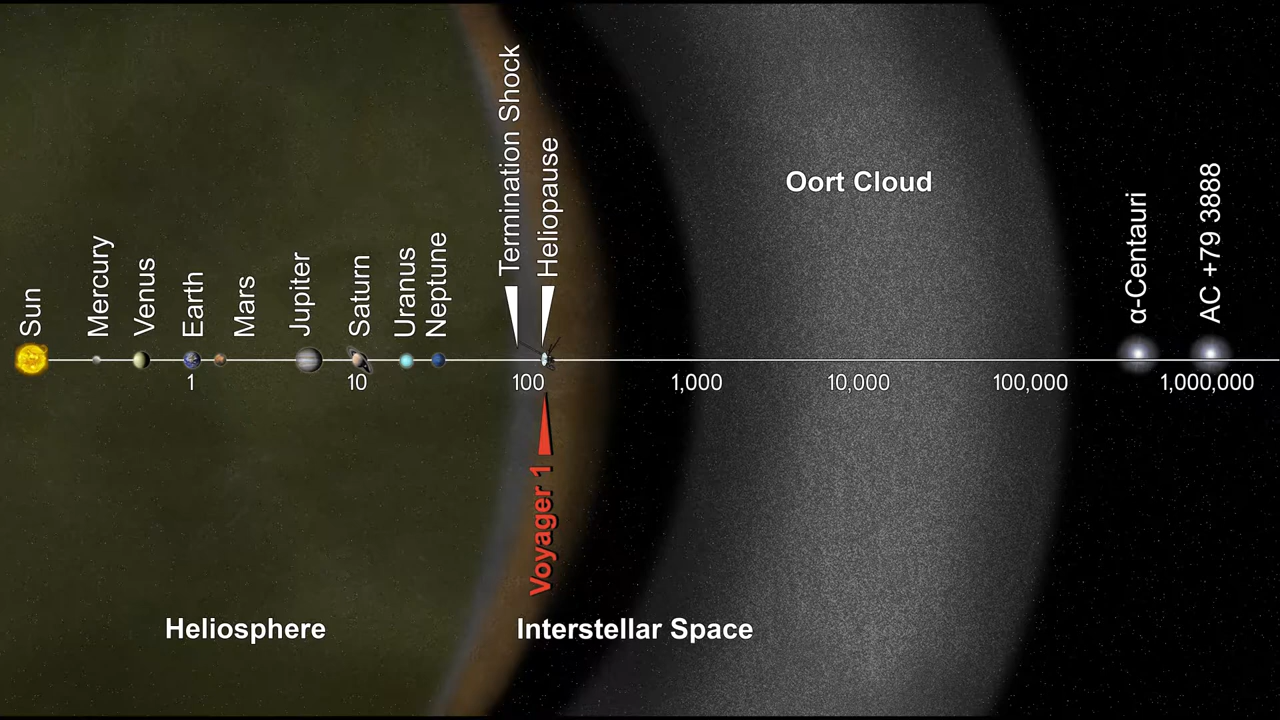 Sun
Mercury
Venus
Earth
Mars
Jupiter
Saturn
Uranus
Neptune
Termination Shock
Heliopause
Oort Cloud
α-Centauri
AC +79 3888
1
10
100
1,000
10,000
100,000
1,000,000
Voyager 1
Heliosphere
Interstellar Space